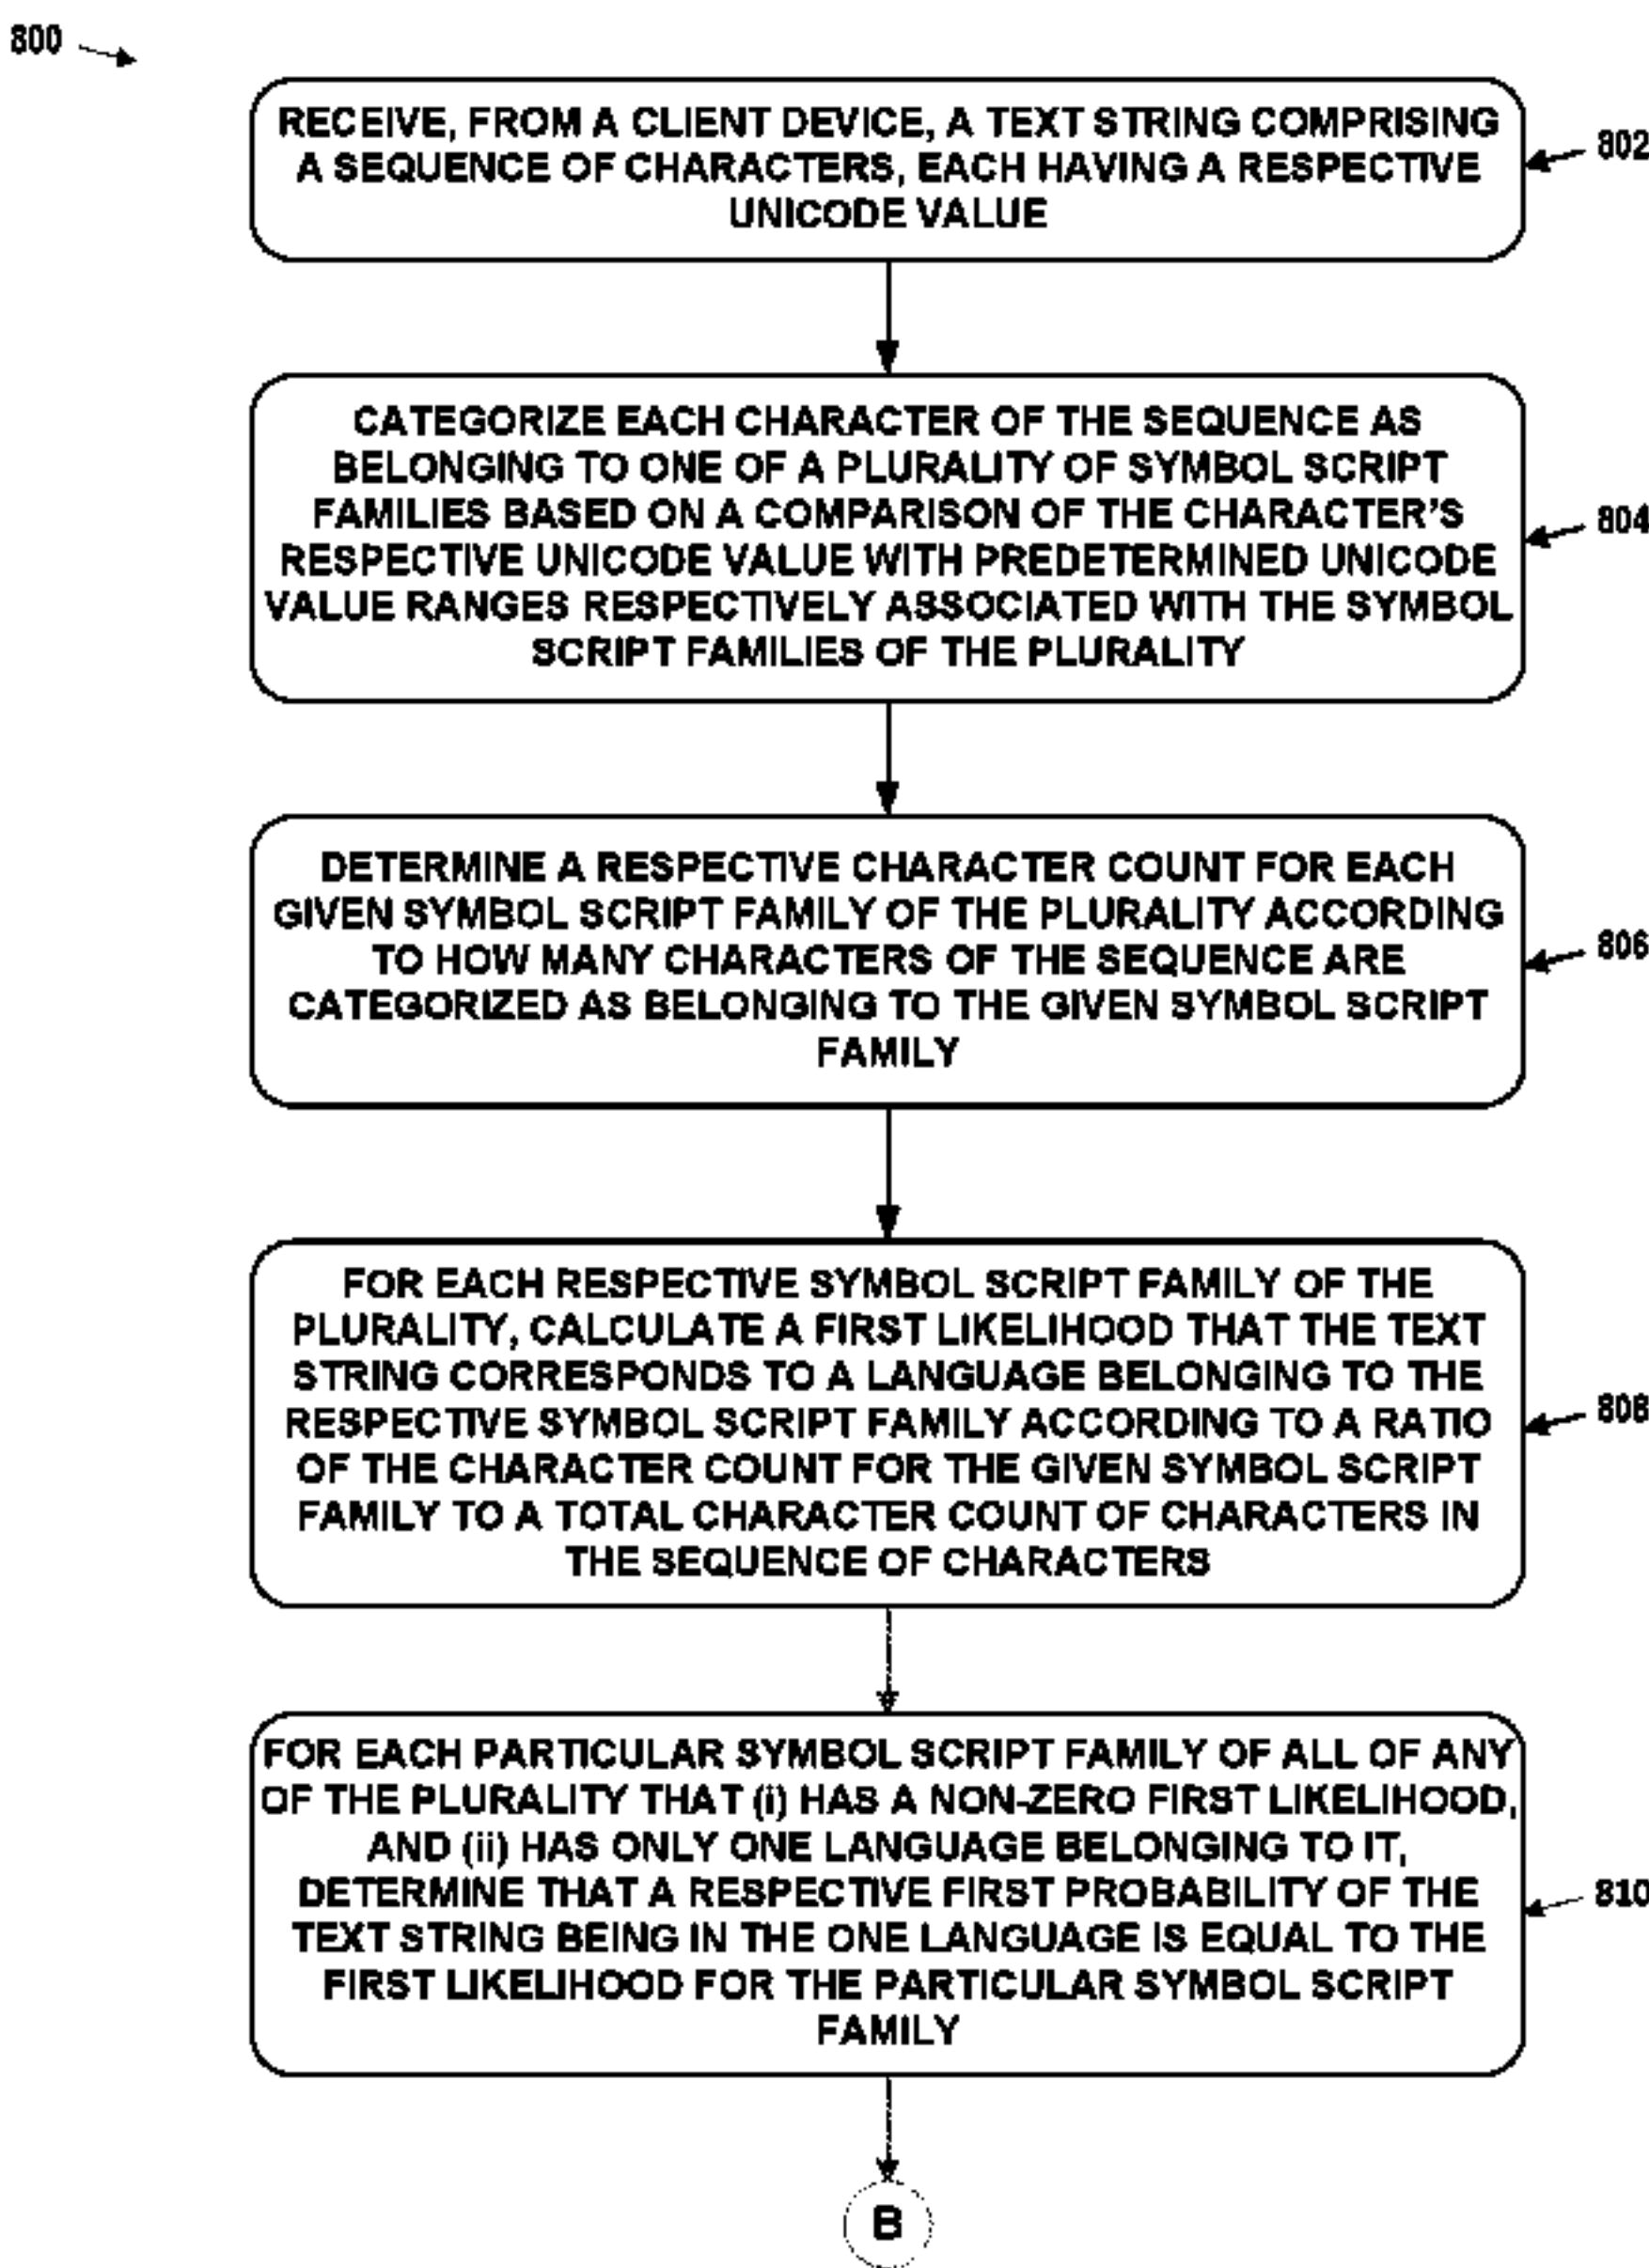 800
RECEIVE, FROM A CLIENT DEVICE, A TEXT STRING COMPRISING
A SEQUENCE OF CHARACTERS, EACH HAVING A RESPECTIVE
UNICODE VALUE
802
CATEGORIZE EACH CHARACTER OF THE SEQUENCE AS
BELONGING TO ONE OF A PLURALITY OF SYMBOL SCRIPT
FAMILIES BASED ON A COMPARISON OF THE CHARACTER'S
RESPECTIVE UNICODE VALUE WITH PREDETERMINED UNICODE
VALUE RANGES RESPECTIVELY ASSOCIATED WITH THE SYMBOL
SCRIPT FAMILIES OF THE PLURALITY
804
DETERMINE A RESPECTIVE CHARACTER COUNT FOR EACH
GIVEN SYMBOL SCRIPT FAMILY OF THE PLURALITY ACCORDING
TO HOW MANY CHARACTERS OF THE SEQUENCE ARE
CATEGORIZED AS BELONGING TO THE GIVEN SYMBOL SCRIPT
FAMILY
806
FOR EACH RESPECTIVE SYMBOL SCRIPT FAMILY OF THE
PLURALITY, CALCULATE A FIRST LIKELIHOOD THAT THE TEXT
STRING CORRESPONDS TO A LANGUAGE BELONGING TO THE
RESPECTIVE SYMBOL SCRIPT FAMILY ACCORDING TO A RATIO
OF THE CHARACTER COUNT FOR THE GIVEN SYMBOL SCRIPT
FAMILY TO A TOTAL CHARACTER COUNT OF CHARACTERS IN
THE SEQUENCE OF CHARACTERS
808
FOR EACH PARTICULAR SYMBOL SCRIPT FAMILY OF ALL OF ANY
OF THE PLURALITY THAT (i) HAS A NON-ZERO FIRST LIKELIHOOD,
AND (ii) HAS ONLY ONE LANGUAGE BELONGING TO IT,
DETERMINE THAT A RESPECTIVE FIRST PROBABILITY OF THE
TEXT STRING BEING IN THE ONE LANGUAGE IS EQUAL TO THE
FIRST LIKELIHOOD FOR THE PARTICULAR SYMBOL SCRIPT
FAMILY
810
B